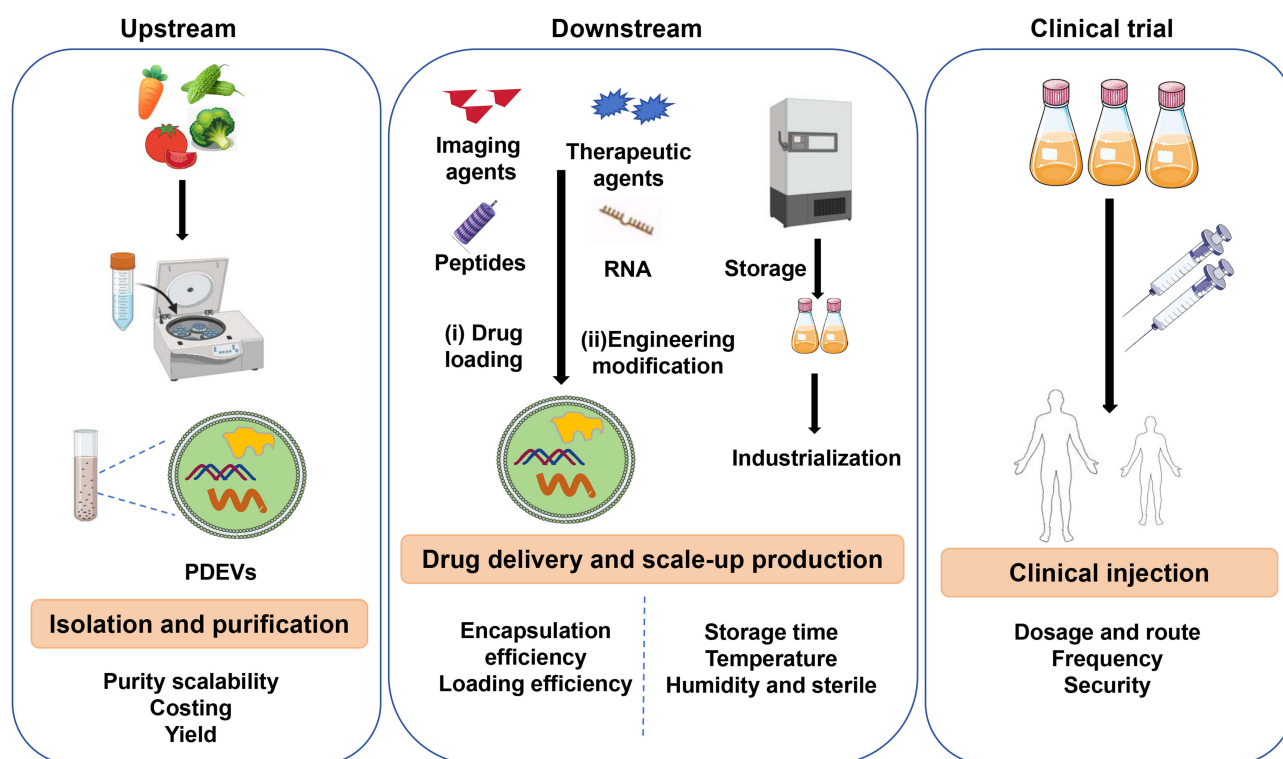 Upstream
PDEVs
Isolation and purification
Purity scalability
Costing
Yield
Downstream
Imaging
agents
Therapeutic
agents
Peptides
RNA
(i) Drug
loading
(ii)Engineering
modification
Storage
Industrialization
Drug delivery and scale-up production
Encapsulation
efficiency
Loading efficiency
Storage time
Temperature
Humidity and sterile
Clinical trial
Clinical injection
Dosage and route
Frequency
Security